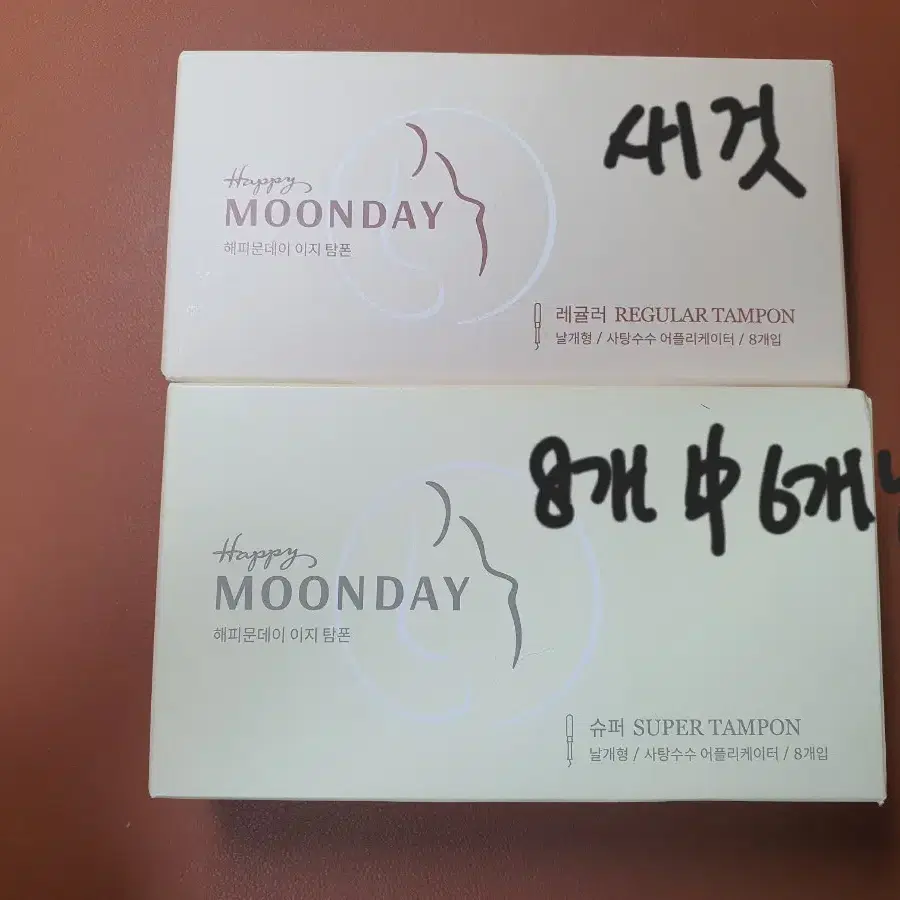 새것
Happy
MOONDAY
해피문데이 이지 탐폰
레귤러 REGULAR TAMPON
날개형 / 사탕수수 어플리케이터 / 8개입
8개 中 6개
Happy
MOONDAY
해피문데이 이지 탐폰
슈퍼 SUPER TAMPON
날개형 / 사탕수수 어플리케이터 / 8개입